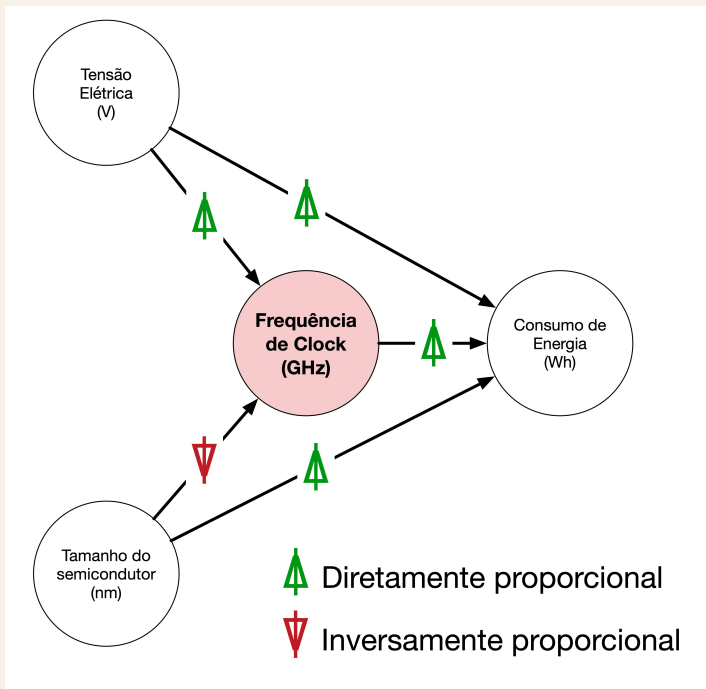 Tensão
Elétrica
(V)
Frequência
de Clock
(GHz)
Consumo de
Energia
(Wh)
Tamanho do
semicondutor
(nm)
Diretamente proporcional
Inversamente proporcional